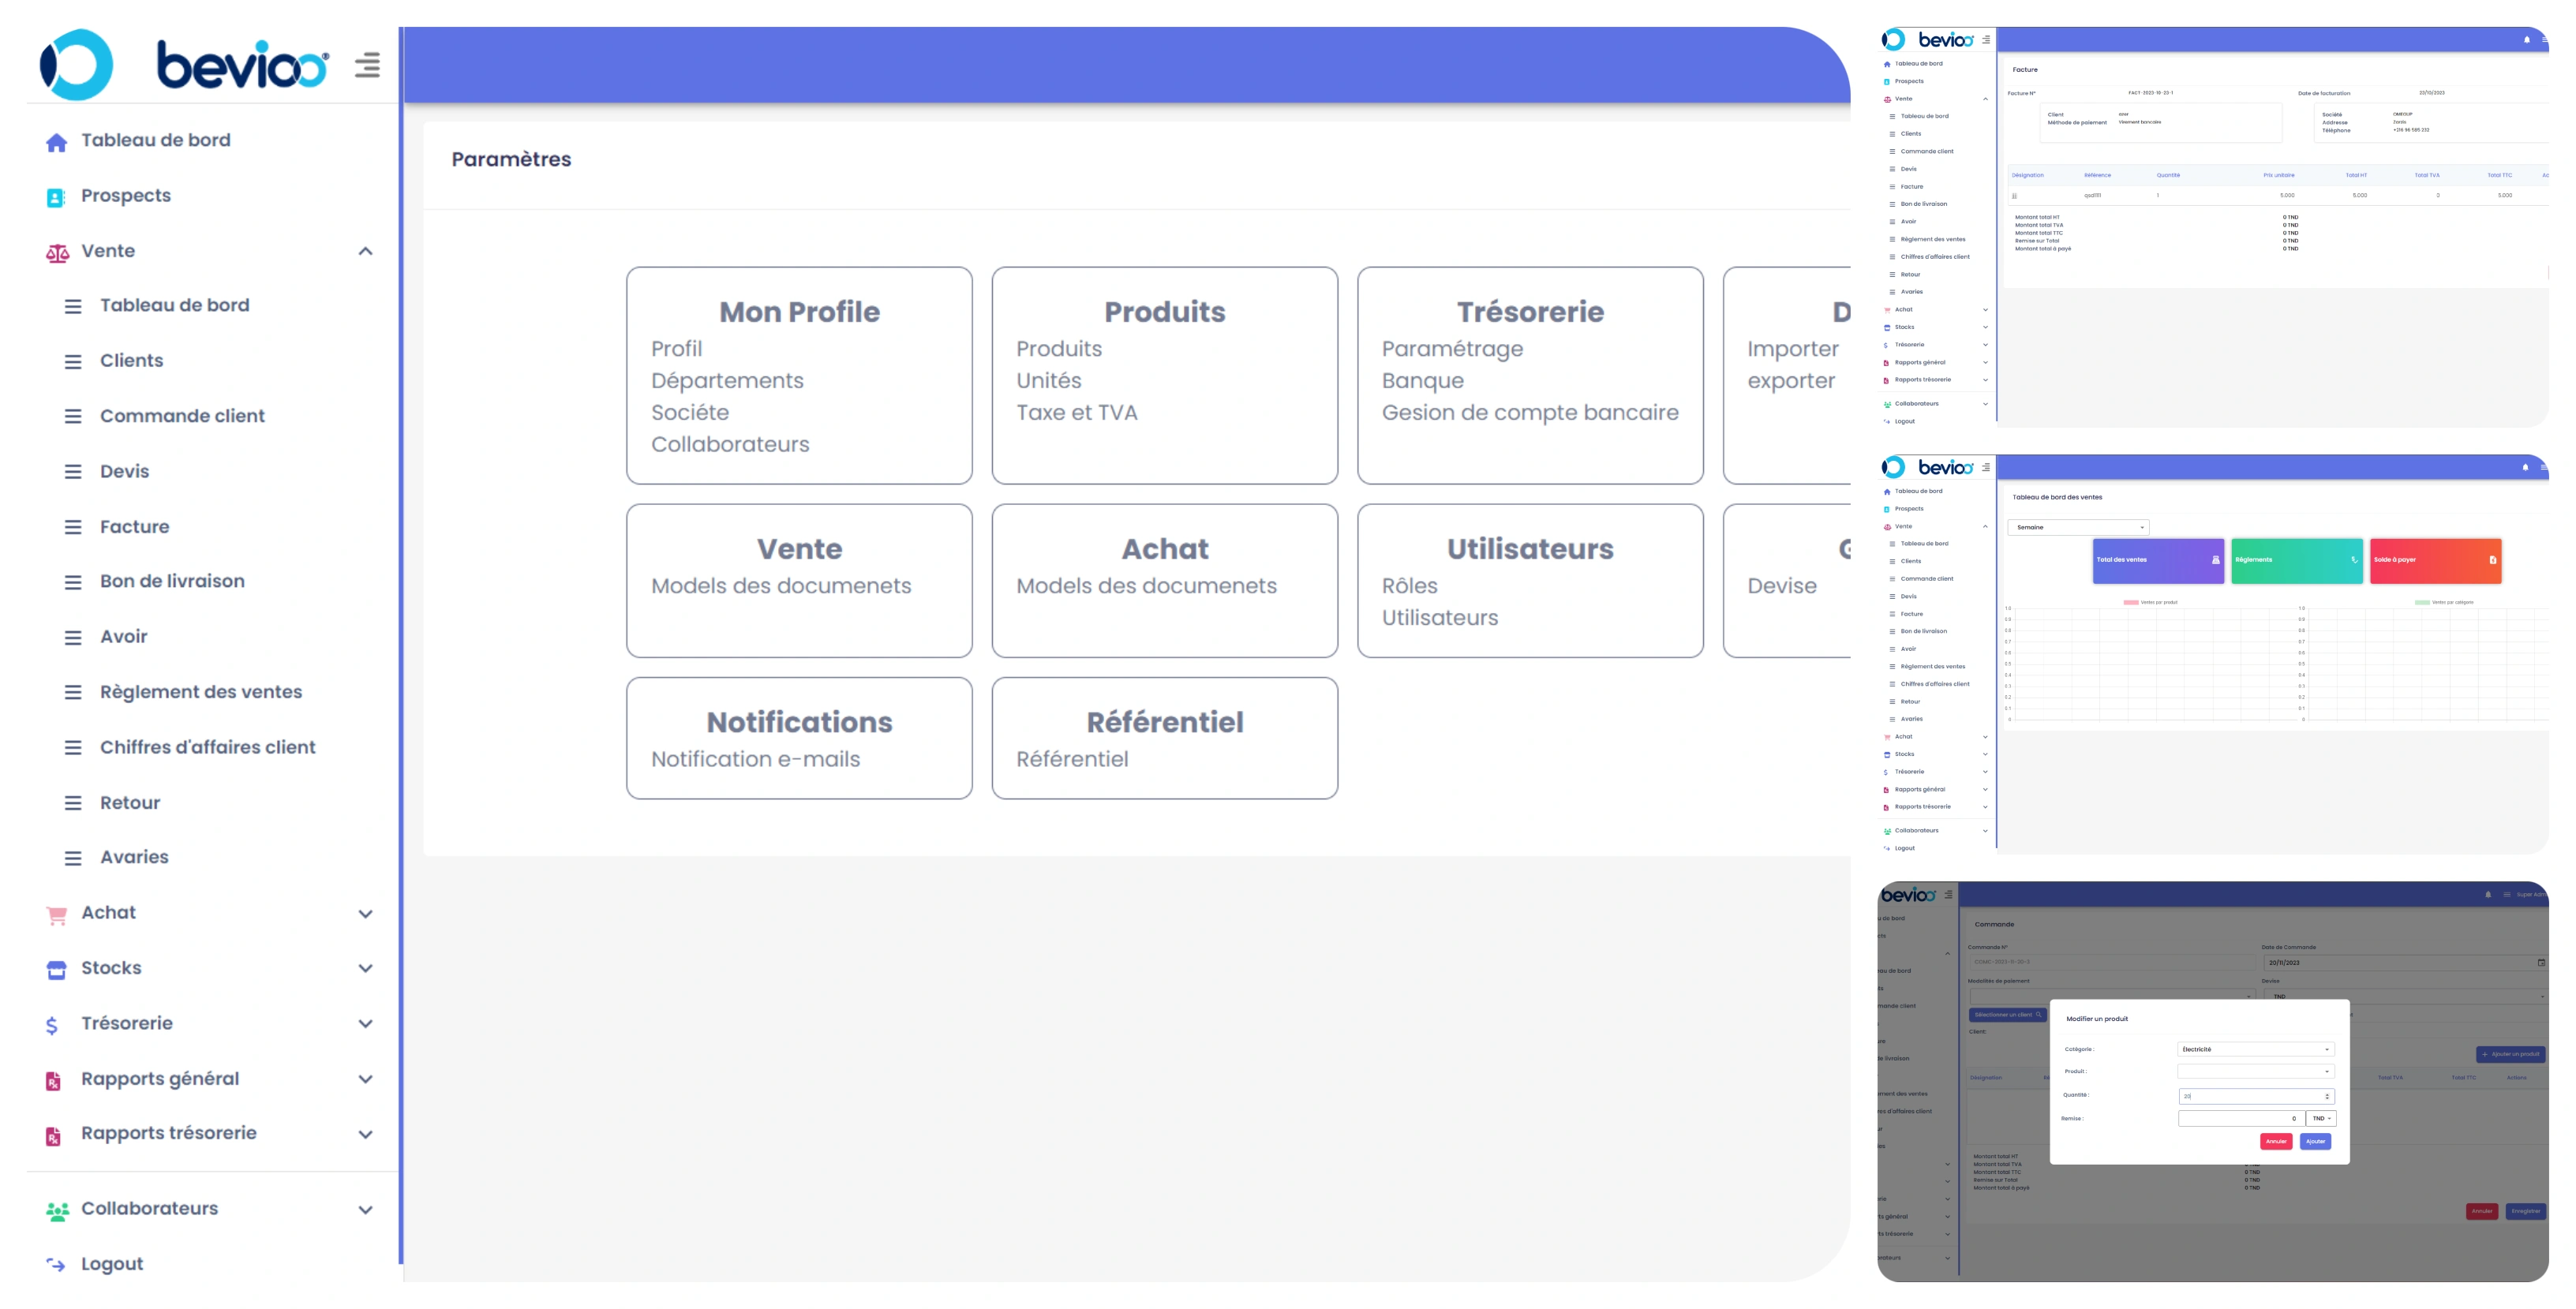 bevioo®
Tableau de bord
Prospects
Vente
Tableau de bord
Clients
Commande client
Devis
Facture
Bon de livraison
Avoir
Règlement des ventes
Chiffres d'affaires client
Retour
Avaries
Achat
Stocks
Trésorerie
Rapports général
Rapports trésorerie
Collaborateurs
Logout
Paramètres
Mon Profile
Profil
Départements
Sociéte
Collaborateurs
Produits
Produits
Unités
Taxe et TVA
Trésorerie
Paramétrage
Banque
Gesion de compte bancaire
D
Importer
exporter
Vente
Models des documenets
Achat
Models des documenets
Utilisateurs
Rôles
Utilisateurs
Devise
Notifications
Notification e-mails
Référentiel
Référentiel
bevioo
Tableau de bord
Prospects
Vente
Tableau de bord
Clients
Commande client
Devis
Facture
Bon de livraison
Avoir
Règlement des ventes
Chiffres d'affaires client
Retour
Avaries
Achat
Stocks
Trésorerie
Rapports général
Rapports trésorerie
Collaborateurs
Logout
Facture
Facture N° FACT-2023-10-23-1 Date de facturation
Client
Méthode de paiement Virement bancaire
Société
Addresse
Téléphone
Désignation Référence Quantité Prix unitaire Total HT Total TVA Total TTC
1 5.000 5.000 0 5.000
Montant total HT 0 TND
Montant total TVA 0 TND
Montant total TTC 0 TND
Remise sur Total 0 TND
Montant total à payé 0 TND
bevioo
Tableau de bord
Prospects
Vente
Tableau de bord
Clients
Commande client
Devis
Facture
Bon de livraison
Avoir
Règlement des ventes
Chiffres d'affaires client
Retour
Avaries
Achat
Stocks
Trésorerie
Rapports général
Rapports trésorerie
Collaborateurs
Logout
Tableau de bord des ventes
Semaine
Total des ventes
Règlements
Solde à payer
Ventes par produit
Ventes par catégorie
bevioo
Commande
Commande N° Date de Commande
20/11/2023
Modalités de paiement Devise
TND
Sélectionner un client
Client:
+ Ajouter un produit
Désignation Total TVA Total TTC Actions
Modifier un produit
Catégorie : Électricité
Produit :
Quantité :
Remise : 0 TND
Annuler Ajouter
Montant total HT
Montant total TVA 0 TND
Montant total TTC 0 TND
Remise sur Total 0 TND
Montant total à payé 0 TND
Annuler Enregistrer